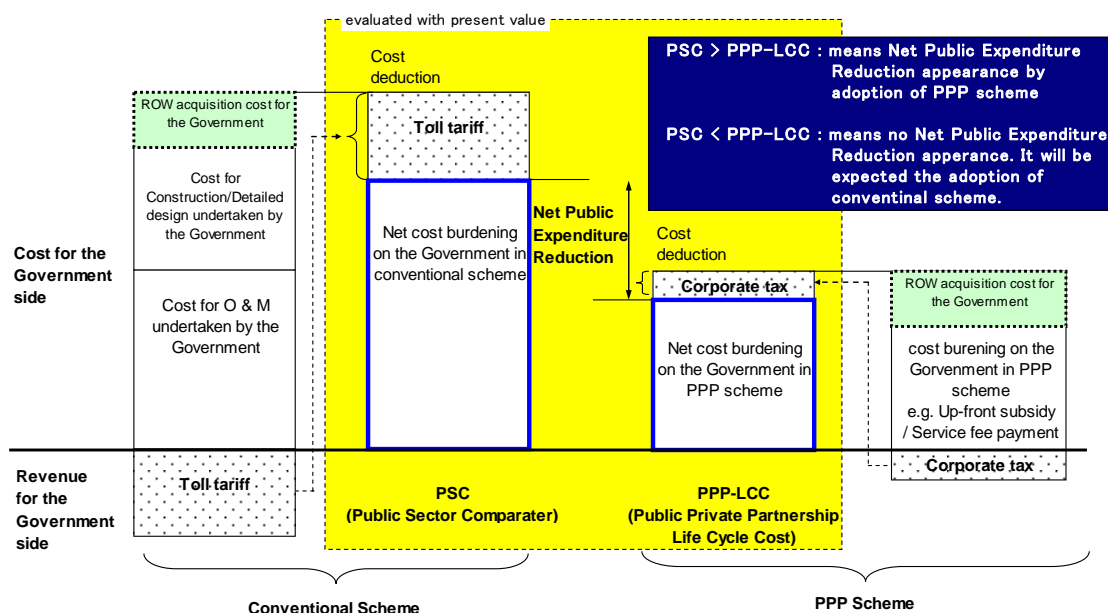 evaluated with present value
Cost
deduction
PSC > PPP-LCC : means Net Public Expenditure
Reduction appearance by
adoption of PPP scheme
PSC < PPP-LCC : means no Net Public Expenditure
Reduction apperance. It will be
expected the adoption of
conventinal scheme.
ROW acquisition cost for
the Government
Toll tariff
Cost for
Construction/Detailed
design undertaken by
the Government
Cost for the
Government
side
Cost for O & M
undertaken by the
Government
Net cost burdening
on the Government in
conventional scheme
Net Public
Expenditure
Reduction
Cost
deduction
Corporate tax
Net cost burdening
on the Government in
PPP scheme
ROW acquisition cost for
the Government
cost burening on the
Gorvenment in PPP
scheme
e.g. Up-front subsidy
/ Service fee payment
Revenue
for the
Government
side
Toll tariff
PSC
(Public Sector Comparater)
PPP-LCC
(Public Private Partnership
Life Cycle Cost)
Corporate tax
Conventional Scheme
PPP Scheme